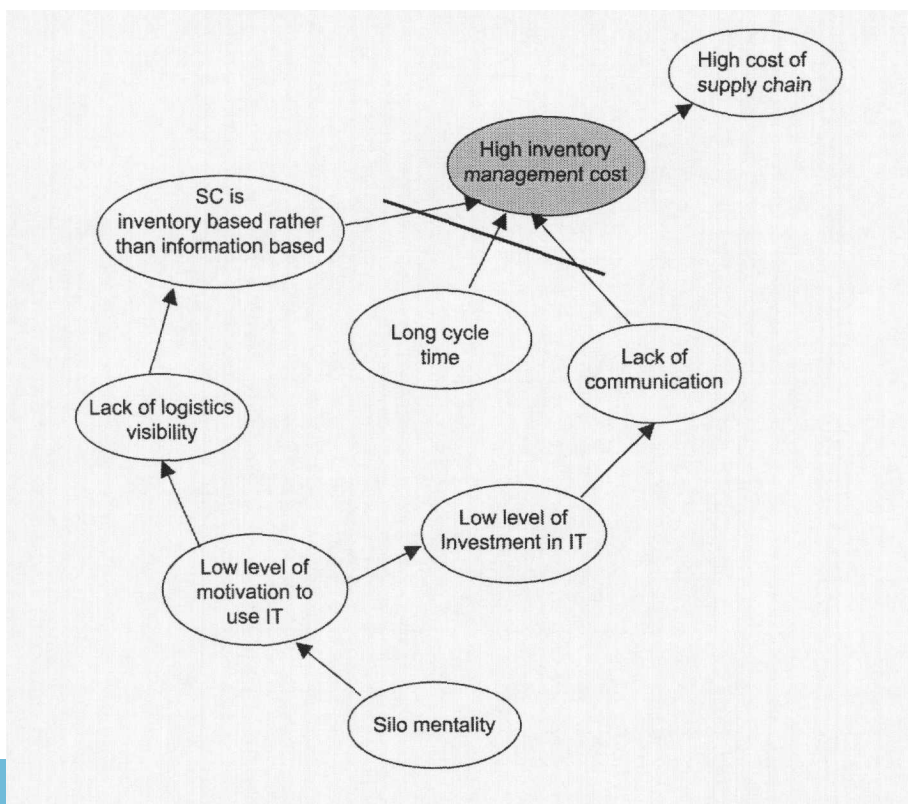 High cost of
supply chain
High inventory
management cost
SC is
inventory based rather
than information based
Long cycle
time
Lack of
communication
Lack of logistics
visibility
Low level of
Investment in IT
Low level of
motivation to
use IT
Silo mentality